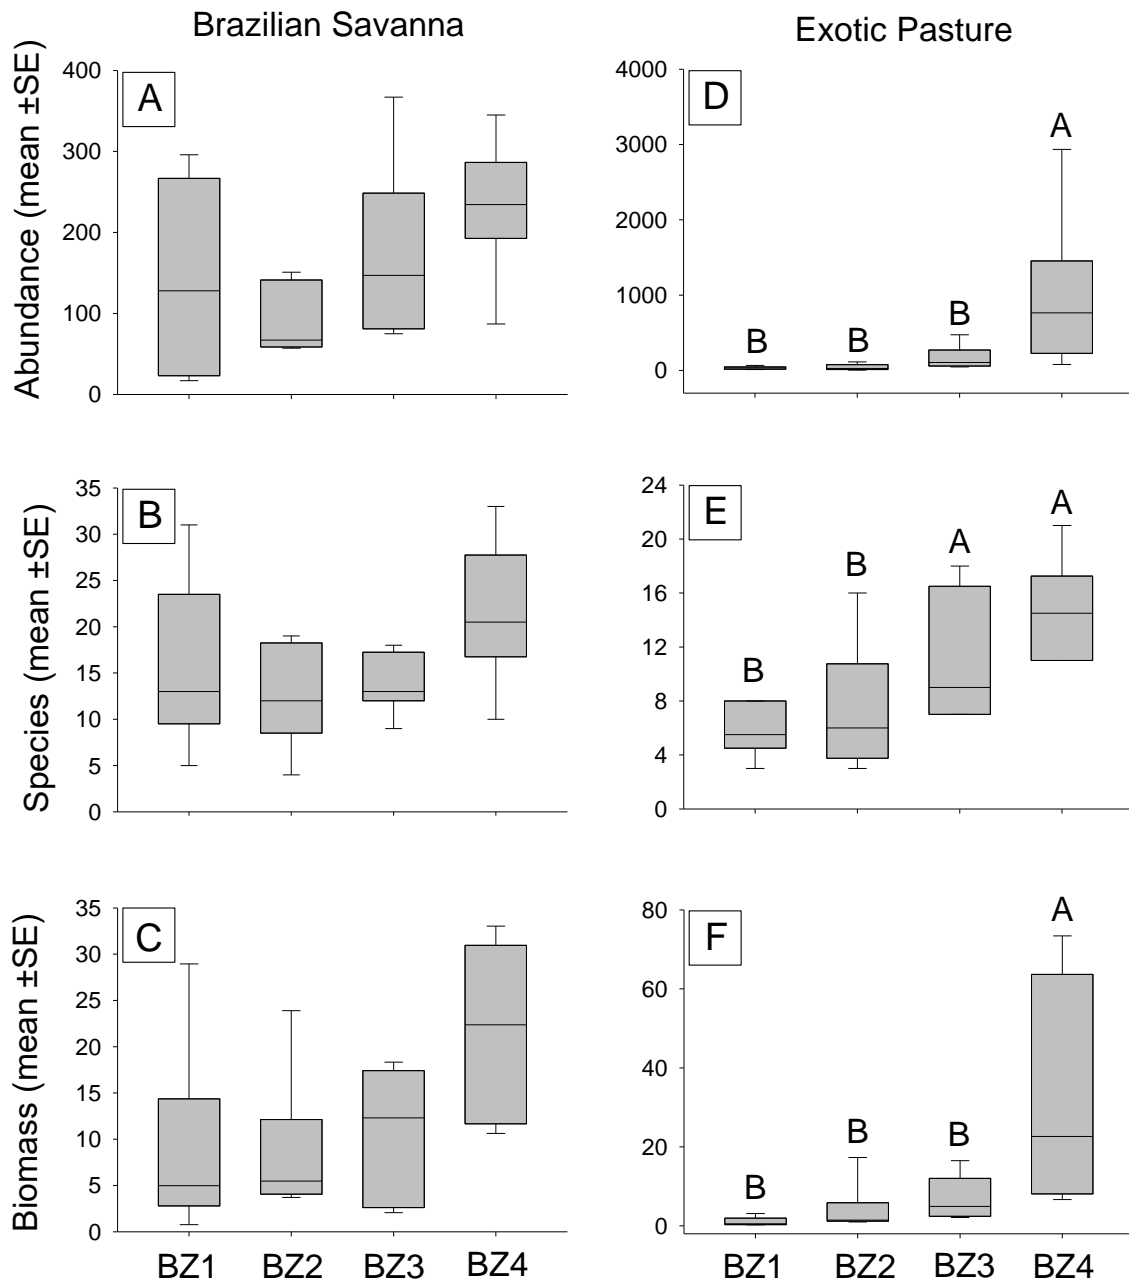 Brazilian Savanna
Exotic Pasture
Abundance (mean ±SE)
400
300
200
100
0
A
4000
3000
2000
1000
0
D
B
B
B
A
Species (mean ±SE)
35
30
25
20
15
10
5
0
B
24
20
16
12
8
4
0
E
B
B
A
A
Biomass (mean ±SE)
35
30
25
20
15
10
5
0
C
80
60
40
20
0
F
B
B
B
A
BZ1 BZ2 BZ3 BZ4
BZ1 BZ2 BZ3 BZ4